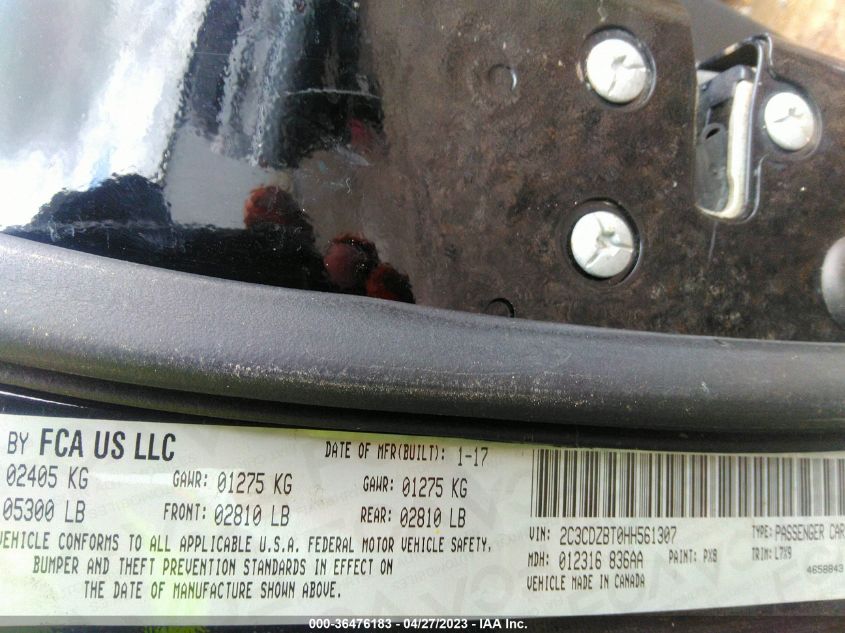 BY FCA US LLC
DATE OF MFR(BUILT): 1-17
02405 KG GAWR: 01275 KG GAWR: 01275 KG
05300 LB FRONT: 02810 LB REAR: 02810 LB
VEHICLE CONFORMS TO ALL APPLICABLE U.S.A. FEDERAL MOTOR VEHICLE SAFETY,
BUMPER AND THEFT PREVENTION STANDARDS IN EFFECT ON
THE DATE OF MANUFACTURE SHOWN ABOVE.
VIN: 2C3CDZBT0HH561307 TYPE: PASSENGER CAR
MDH: 012316 836AA PAINT: PX8 TRIM: L7X9
VEHICLE MADE IN CANADA 4658843
000-36476183 - 04/27/2023 - IAA Inc.